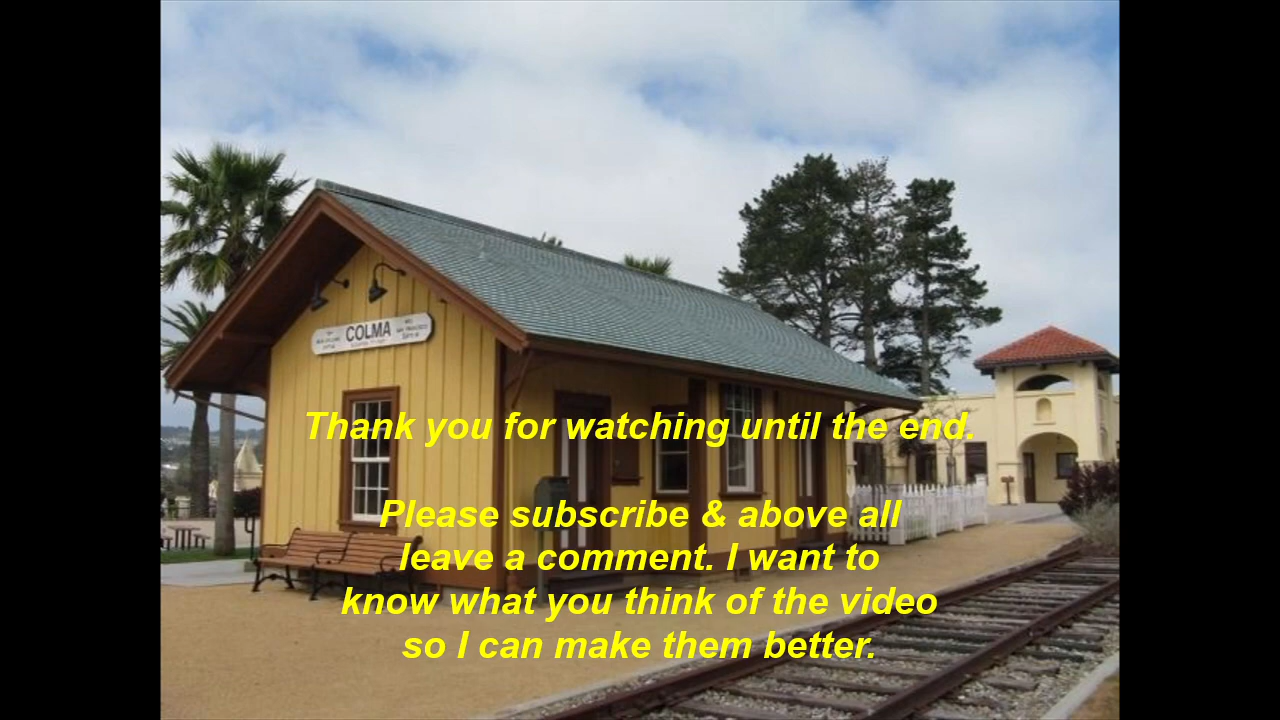 COLMA
Thank you for watching until the end.
Please subscribe & above all
leave a comment. I want to
know what you think of the video
so I can make them better.